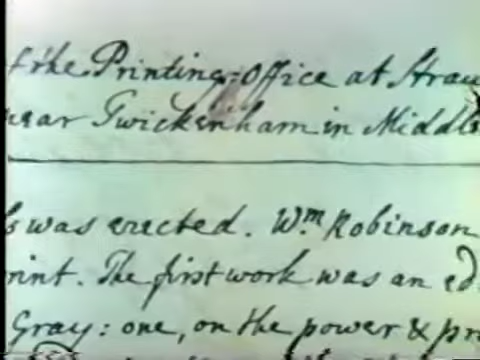 the Printing=Office at Straw
near Twickenham in Middles
was erected. Wm. Robinson
rint. The first work was an ed
Gray: one, on the power & pro